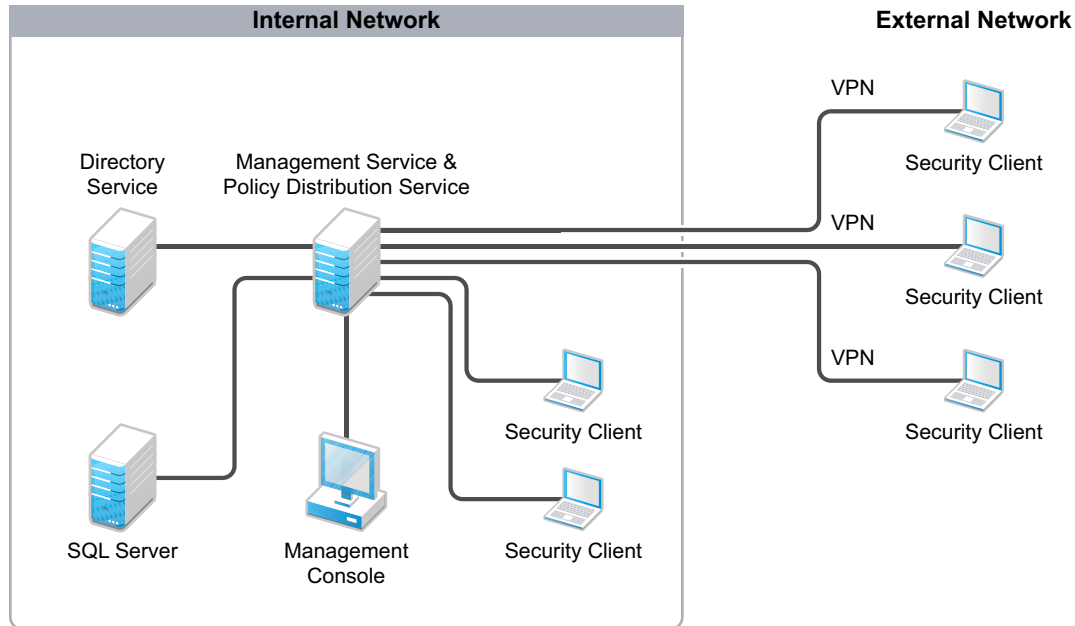 Internal Network
External Network
VPN
Security Client
Directory
Service
Management Service &
Policy Distribution Service
VPN
Security Client
VPN
Security Client
Security Client
SQL Server
Management
Console
Security Client